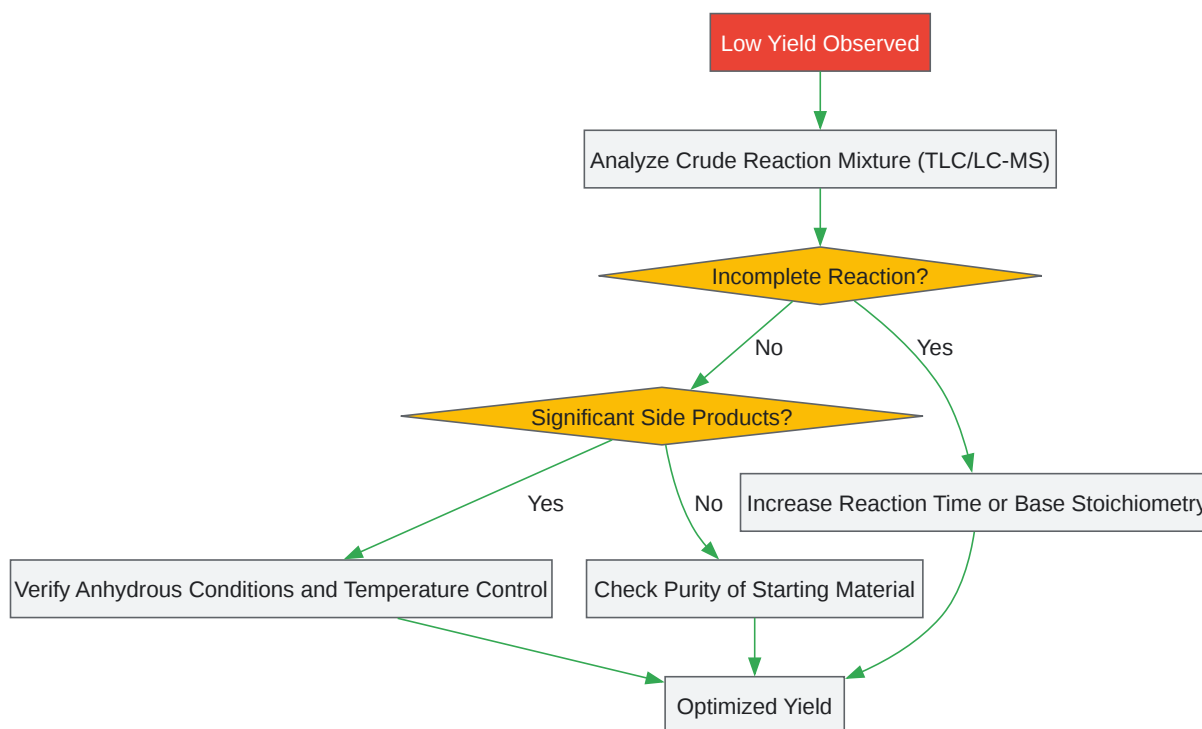 Low Yield Observed
Analyze Crude Reaction Mixture (TLC/LC-MS)
Incomplete Reaction?
No
Yes
Significant Side Products?
Yes
No
Increase Reaction Time or Base Stoichiometry
Verify Anhydrous Conditions and Temperature Control
Check Purity of Starting Material
Optimized Yield